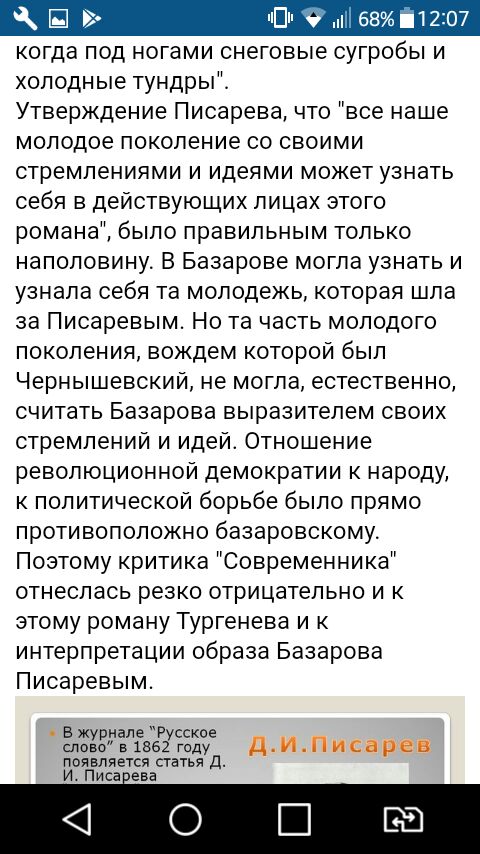 68% 12:07
когда под ногами снеговые сугробы и
холодные тундры".
Утверждение Писарева, что "все наше
молодое поколение со своими
стремлениями и идеями может узнать
себя в действующих лицах этого
романа", было правильным только
наполовину. В Базарове могла узнать и
узнала себя та молодежь, которая шла
за Писаревым. Но та часть молодого
поколения, вождем которой был
Чернышевский, не могла, естественно,
считать Базарова выразителем своих
стремлений и идей. Отношение
революционной демократии к народу,
к политической борьбе было прямо
противоположно базаровскому.
Поэтому критика "Современника"
отнеслась резко отрицательно и к
этому роману Тургенева и к
интерпретации образа Базарова
Писаревым.
В журнале "Русское
слово" в 1862 году
появляется статья Д.
И. Писарева
Д.И.Писарев